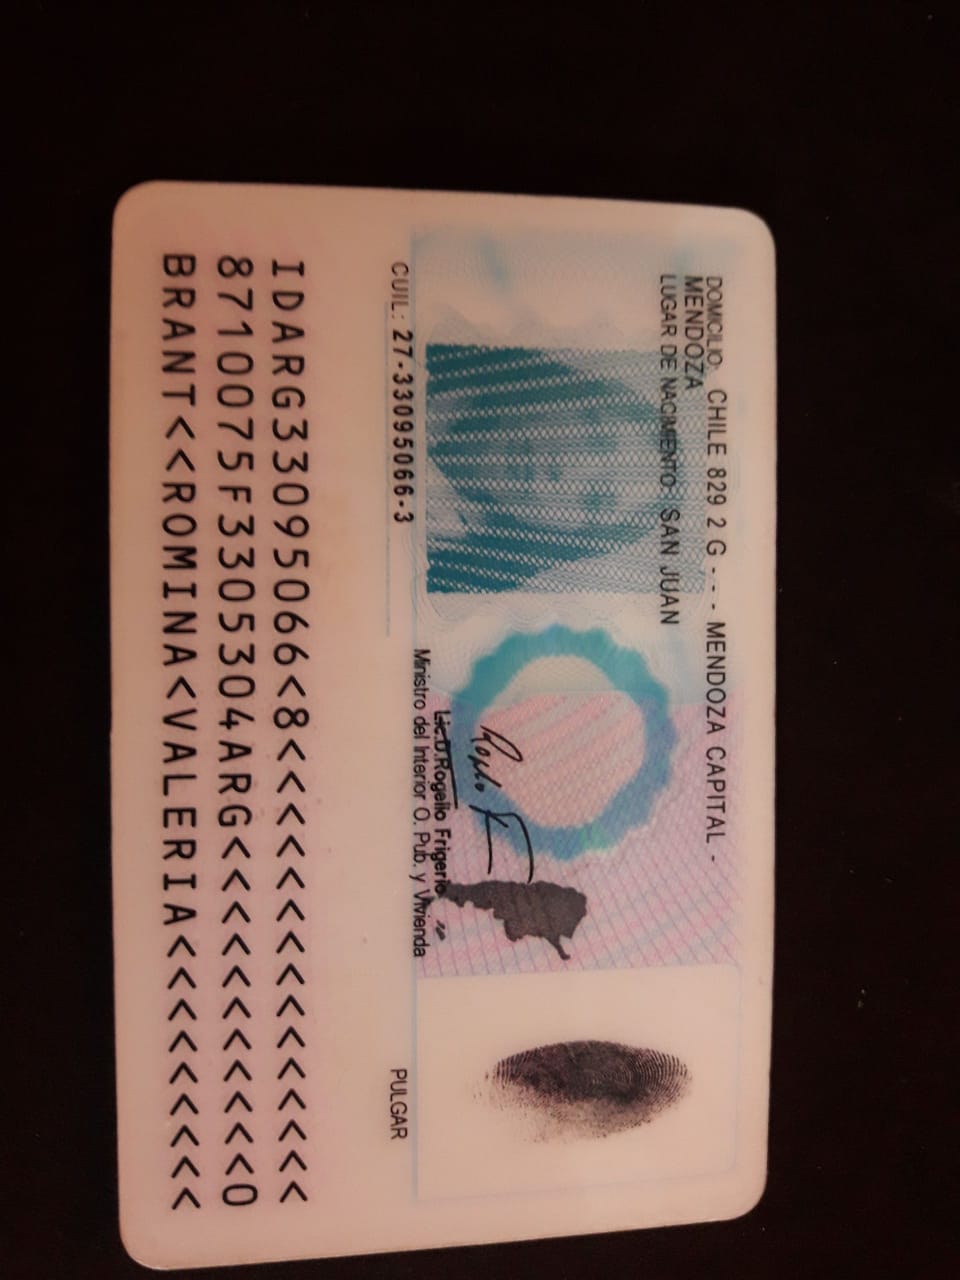 DOMICILIO: CHILE 829 2 G - - - MENDOZA CAPITAL -
MENDOZA
LUGAR DE NACIMIENTO: SAN JUAN
Lic.D.Rogelio Frigerio
Ministro del Interior O. Pub. y Vivienda
CUIL: 27-33095066-3
PULGAR
IDARG33095066<8<<<<<<<<<<<<<<<
8710075F3305304ARG<<<<<<<<<<<0
BRANT<<ROMINA<VALERIA<<<<<<<<<